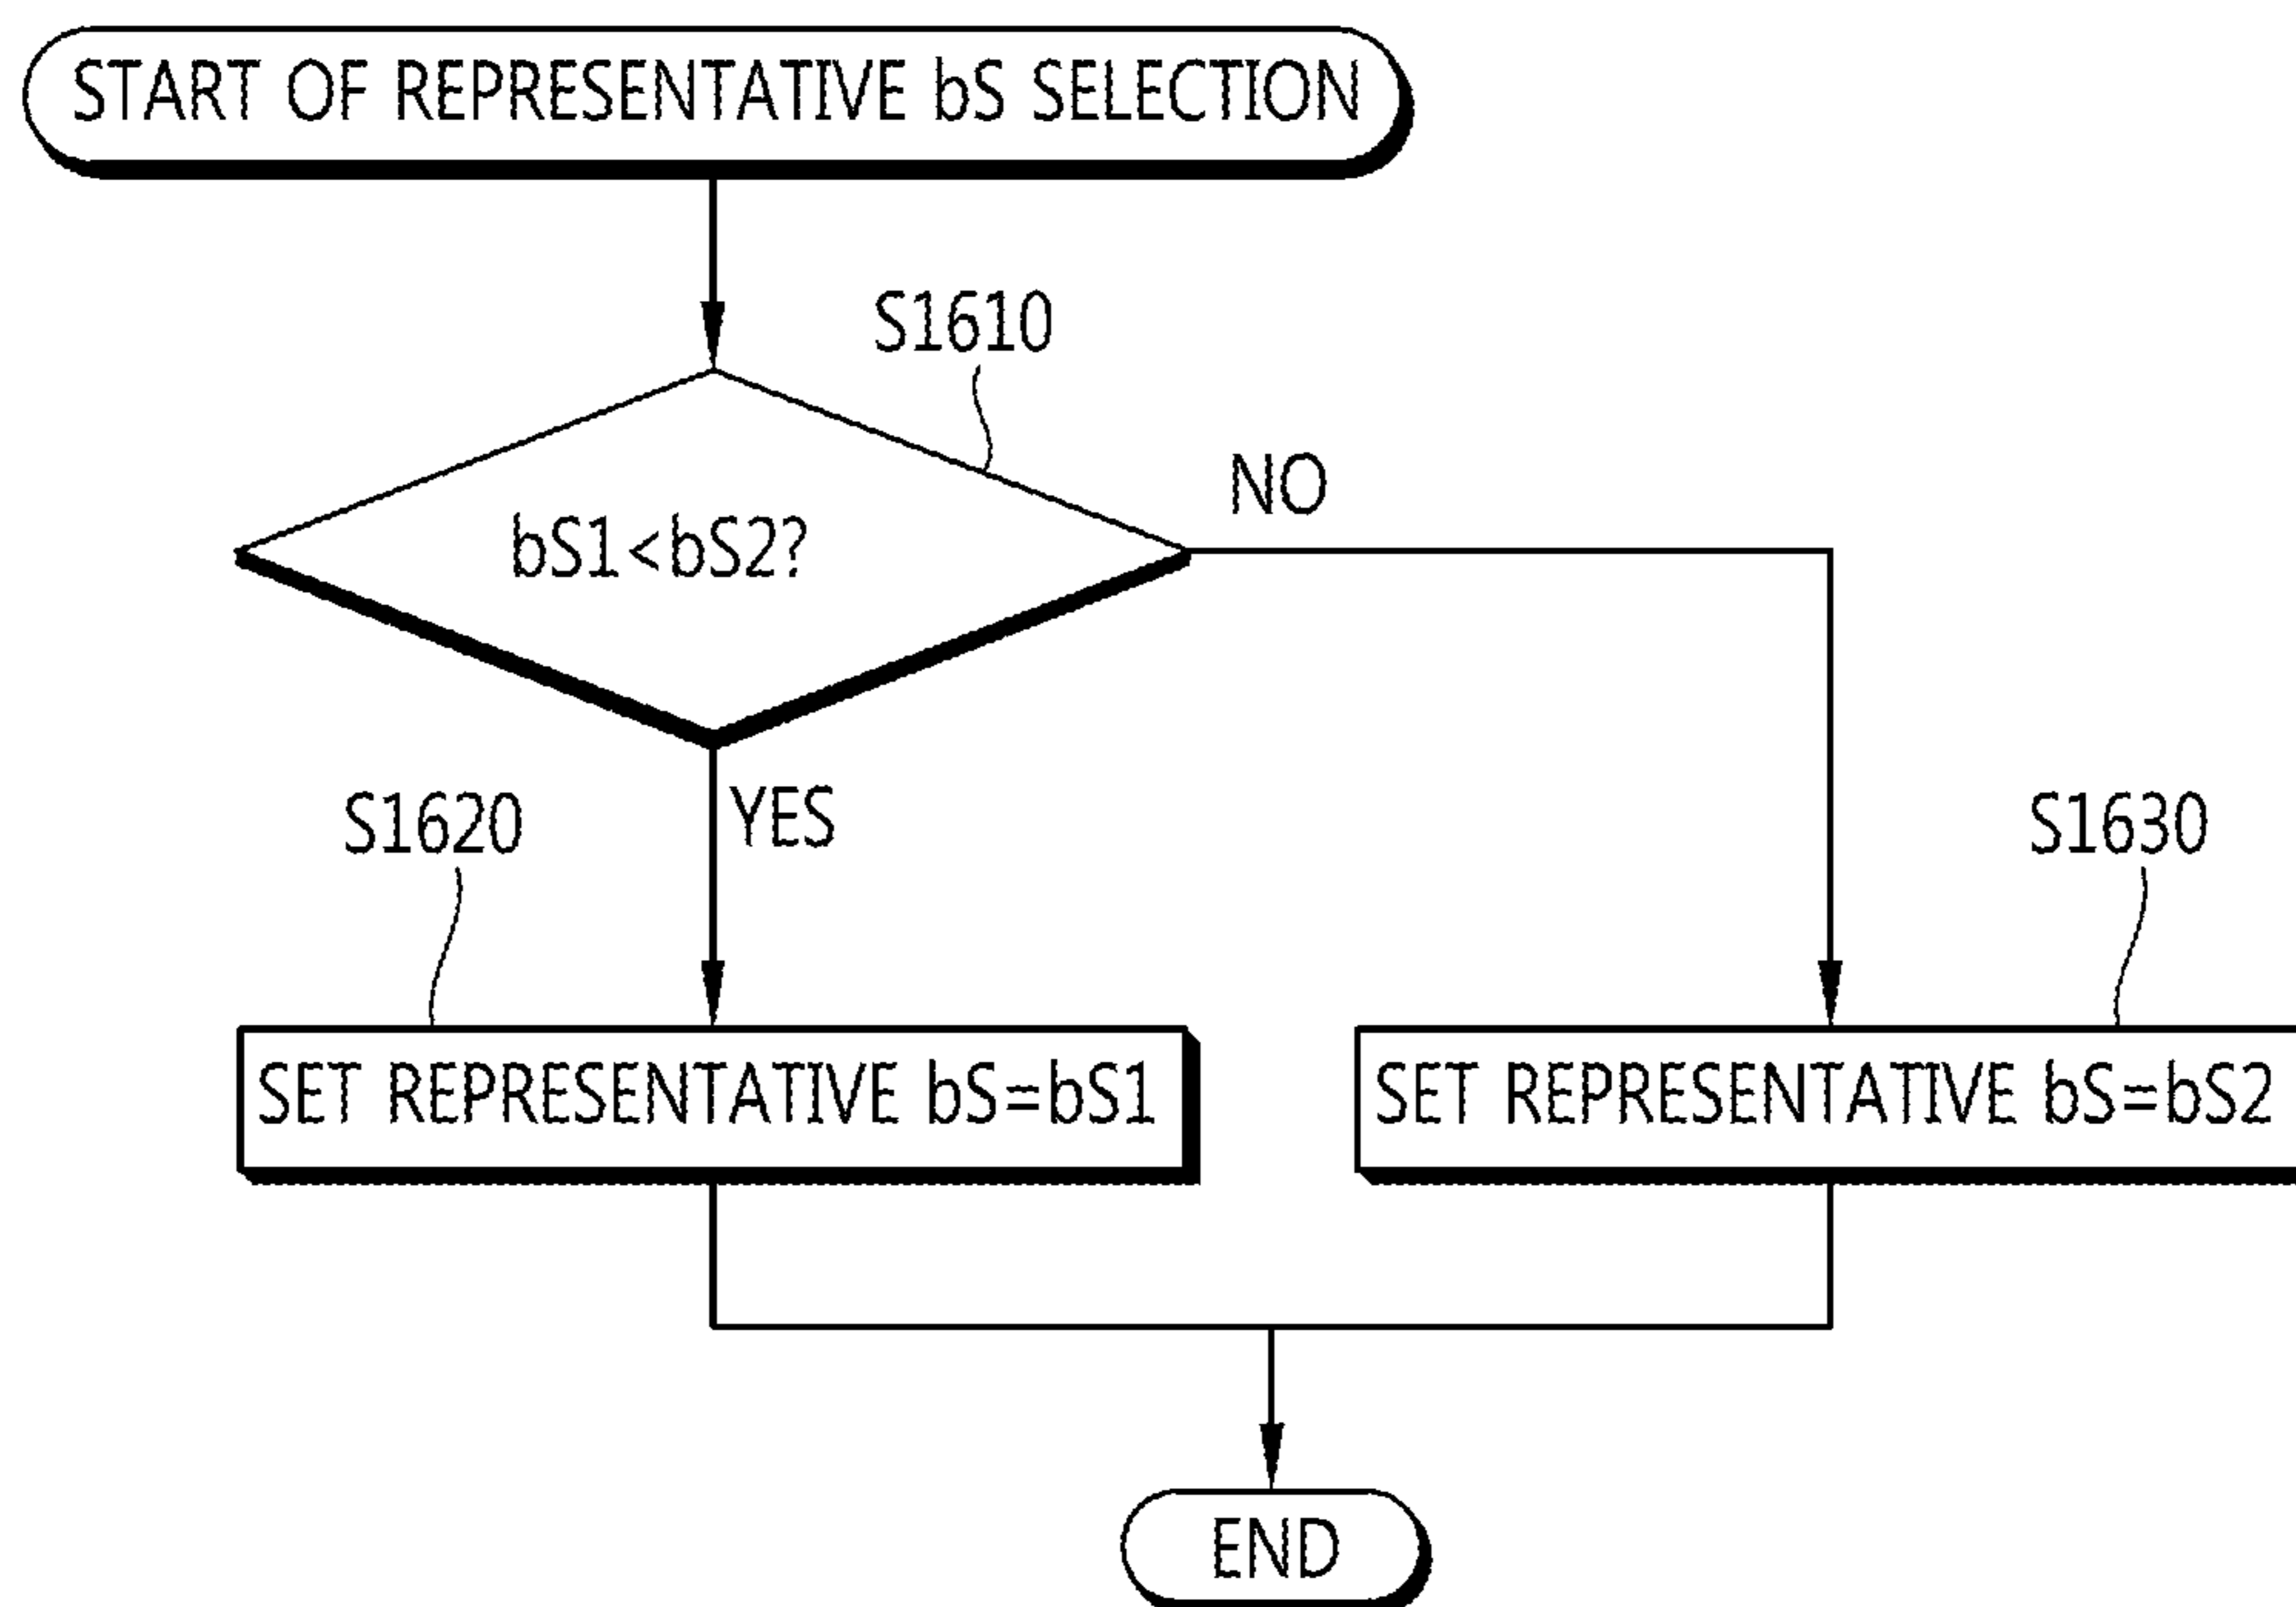 START OF REPRESENTATIVE bS SELECTION
S1610
NO
bS1<bS2?
YES
S1620
S1630
SET REPRESENTATIVE bS=bS1
SET REPRESENTATIVE bS=bS2
END